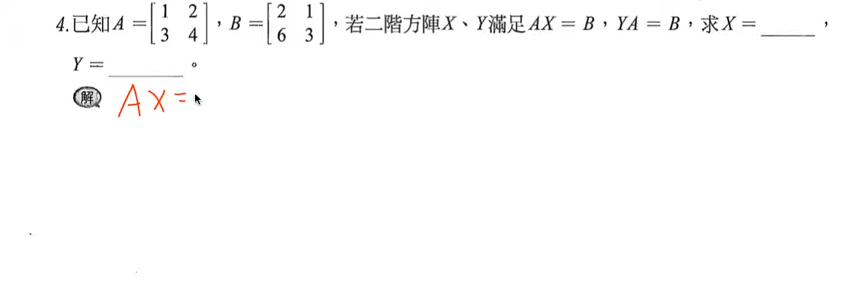 4.已知A=[1 2 3 4],B=[2 1 6 3],若二階方陣X、Y滿足AX=B,YA=B,求X=_____,
Y=______。
解 AX=